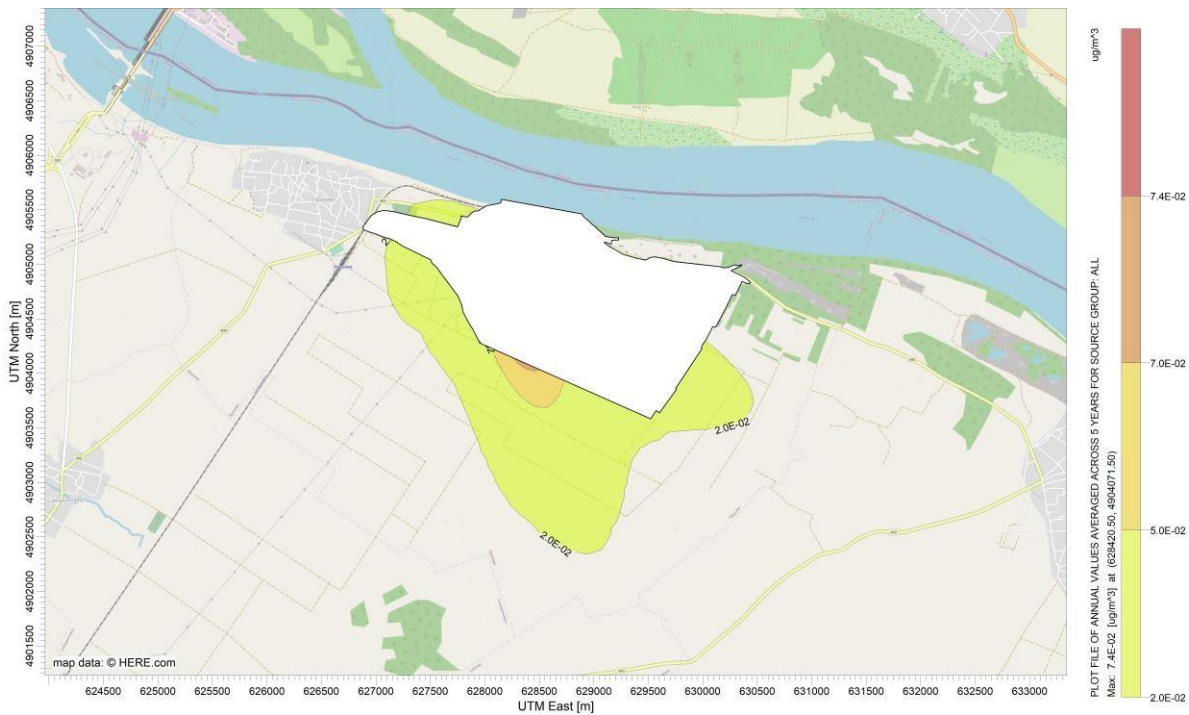 UTM North [m]
4907000
4906500
4906000
4905500
4905000
4904500
4904000
4903500
4903000
4902500
4902000
4901500
2.0E-02
2.0E-02
map data: © HERE.com
624500 625000 625500 626000 626500 627000 627500 628000 628500 629000 629500 630000 630500 631000 631500 632000 632500 633000
UTM East [m]
PLOT FILE OF ANNUAL VALUES AVERAGED ACROSS 5 YEARS FOR SOURCE GROUP: ALL
Max: 7.4E-02 [ug/m^3] at (628420.50, 4904071.50)
ug/m^3
7.4E-02
7.0E-02
5.0E-02
2.0E-02